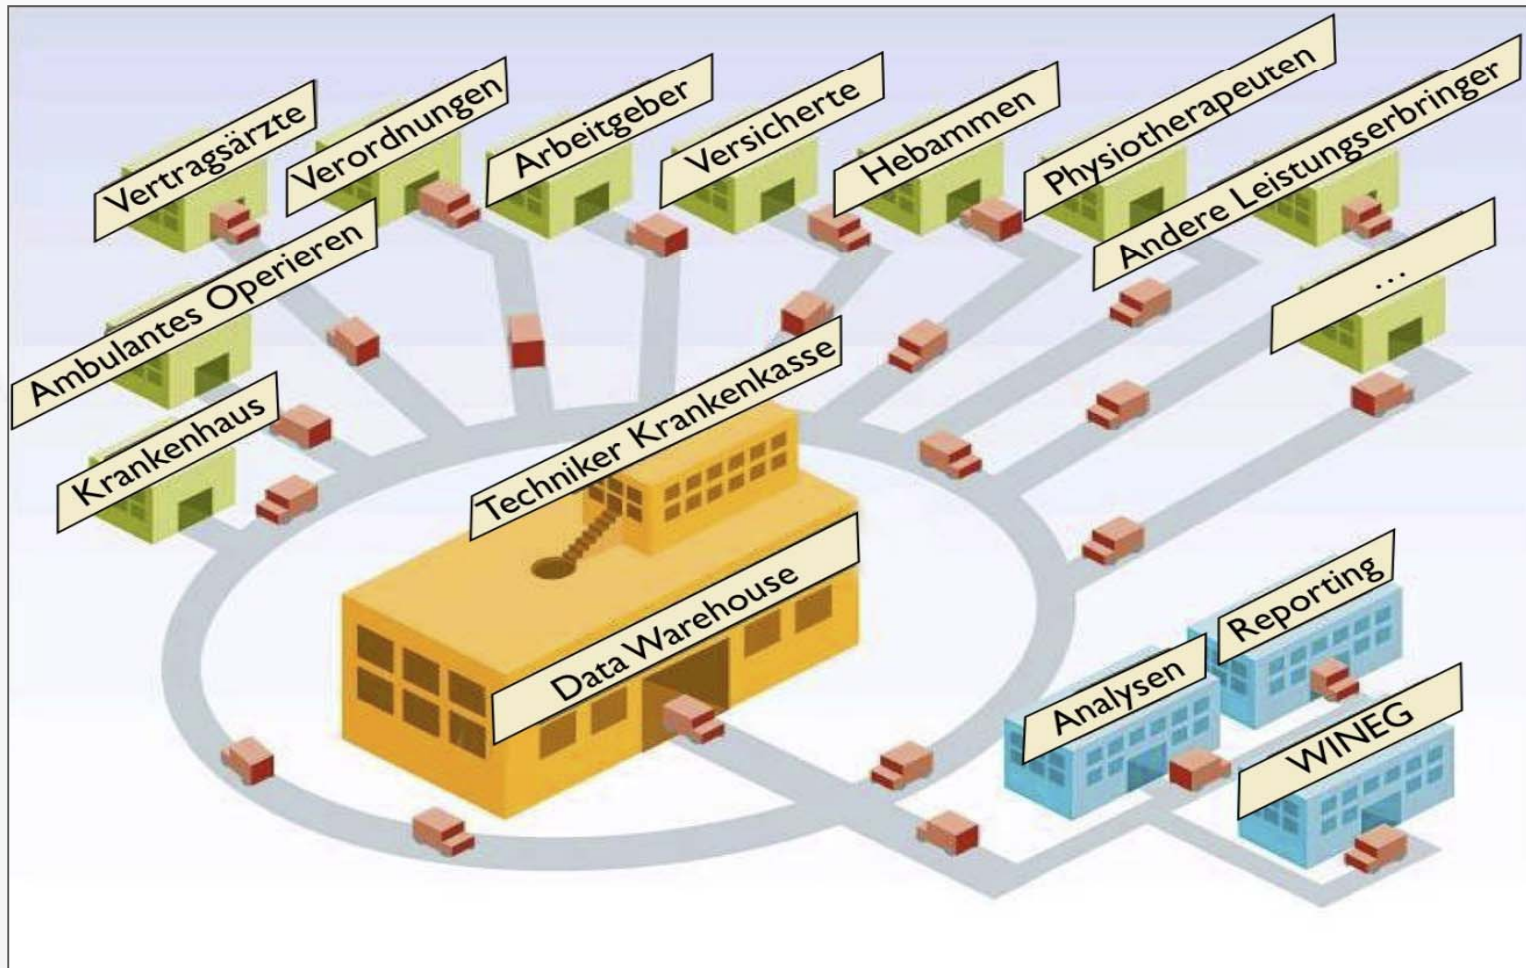 Vertragsärzte
Verordnungen
Arbeitgeber
Versicherte
Hebammen
Physiotherapeuten
Andere Leistungserbringer
...
Ambulantes Operieren
Krankenhaus
Techniker Krankenkasse
Data Warehouse
Reporting
Analysen
WINEG